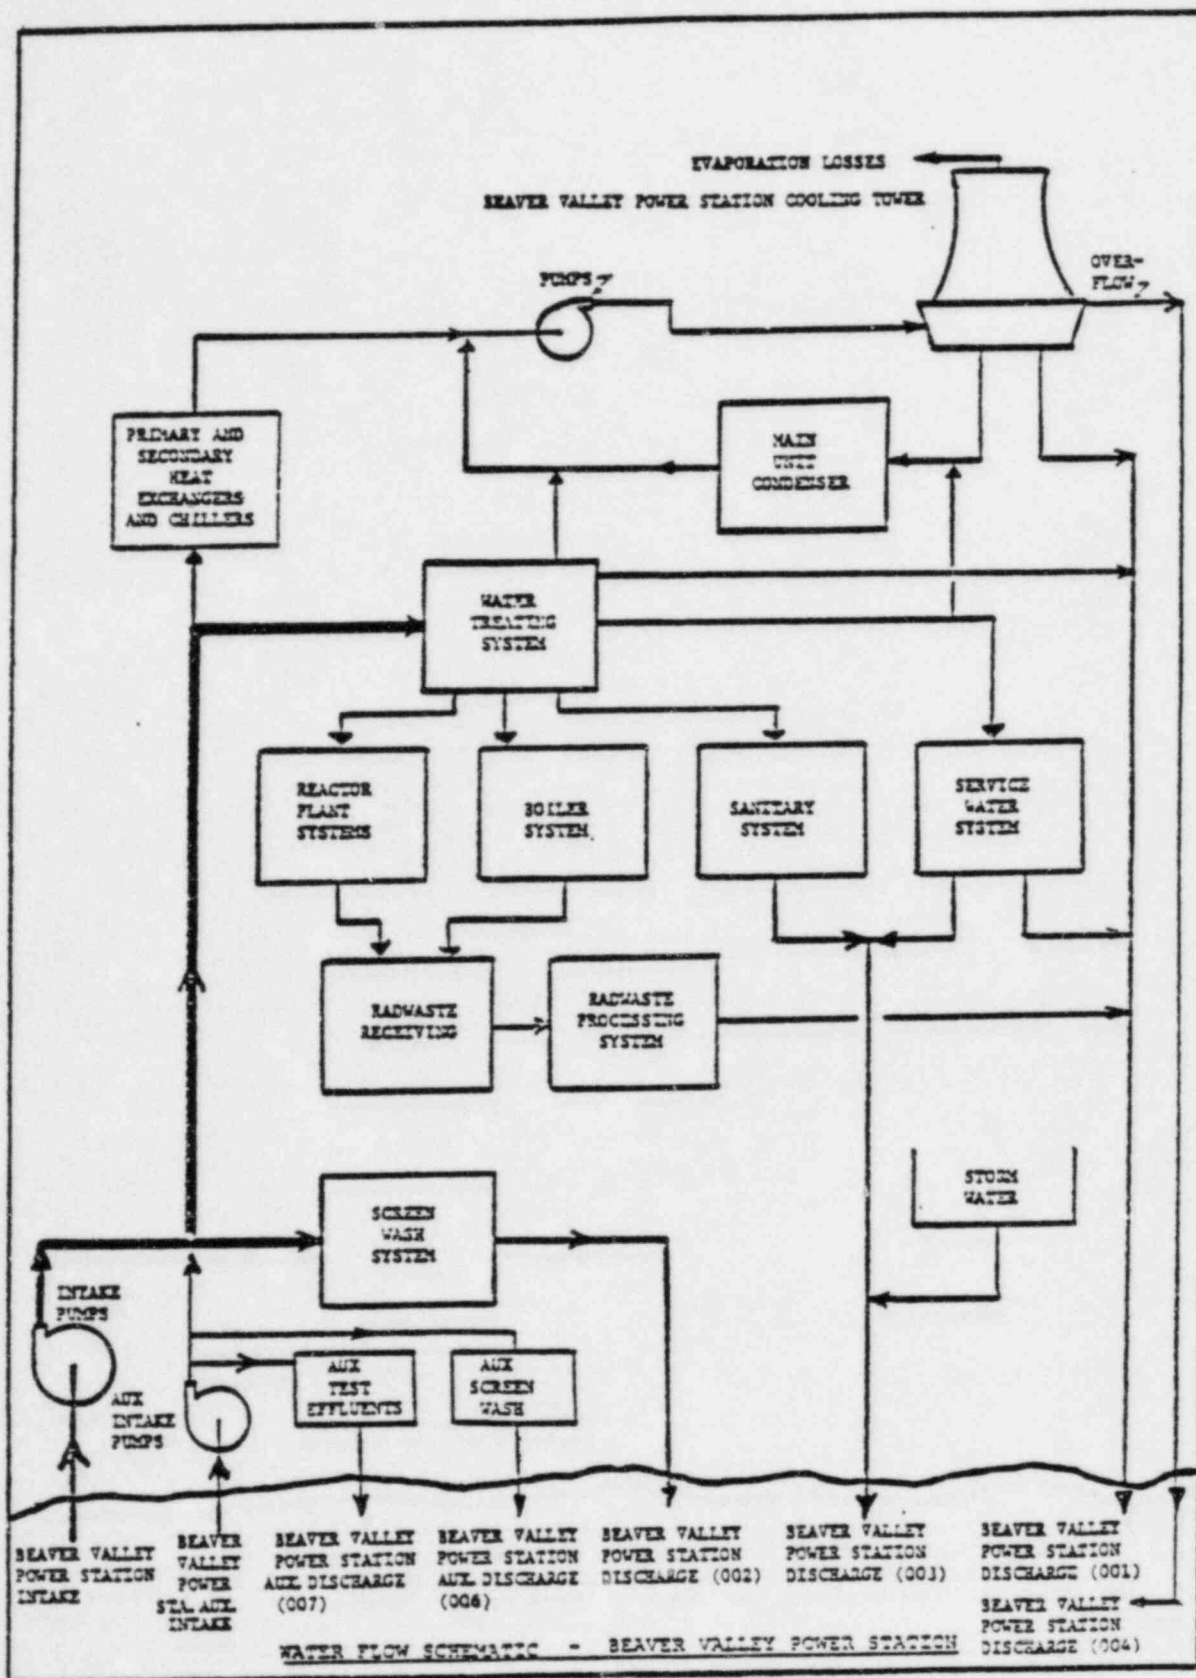 EVAPORATION LOSSES
BEAVER VALLEY POWER STATION COOLING TOWER
OVER-
FLOW
PUMPS
PRIMARY AND
SECONDARY
HEAT
EXCHANGERS
AND CHILLERS
MAIN
UNIT
CONDENSER
WATER
TREATING
SYSTEM
REACTOR
PLANT
SYSTEMS
BOILER
SYSTEM
SANITARY
SYSTEM
SERVICE
WATER
SYSTEM
RADWASTE
RECEIVING
RADWASTE
PROCESSING
SYSTEM
STORM
WATER
SCREEN
WASH
SYSTEM
INTAKE
PUMPS
AUX
INTAKE
PUMPS
AUX
TEST
EFFLUENTS
AUX
SCREEN
WASH
BEAVER VALLEY
POWER STATION
INTAKE
BEAVER
VALLEY
POWER
STA. AUX.
INTAKE
BEAVER VALLEY
POWER STATION
AUX. DISCHARGE
(007)
BEAVER VALLEY
POWER STATION
AUX. DISCHARGE
(006)
BEAVER VALLEY
POWER STATION
DISCHARGE (002)
BEAVER VALLEY
POWER STATION
DISCHARGE (003)
BEAVER VALLEY
POWER STATION
DISCHARGE (001)
BEAVER VALLEY
POWER STATION
DISCHARGE (004)
WATER FLOW SCHEMATIC - BEAVER VALLEY POWER STATION